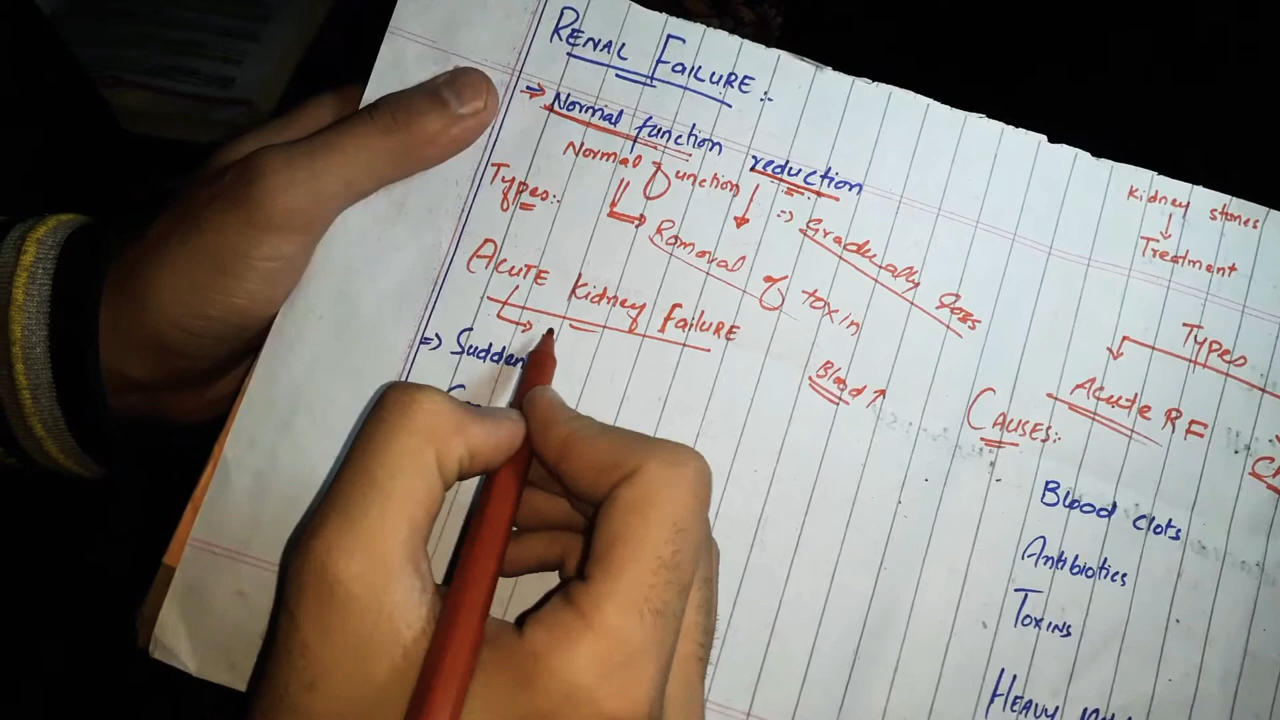 RENAL FAILURE:-
⇒ Normal function reduction
Normal function
⇒ Gradually loss
Types:-
Romoval of toxin
ACUTE Kidney FAILURE
⇒ Sudden
Blood ↑
Kidney stones
↓
Treatment
Types
Acute RF
CAUSES:-
Blood clots
Antibiotics
Toxins
HEAVY